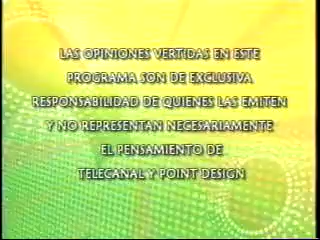 LAS OPINIONES VERTIDAS EN ESTE
PROGRAMA SON DE EXCLUSIVA
RESPONSABILIDAD DE QUIENES LAS EMITEN
Y NO REPRESENTAN NECESARIAMENTE
EL PENSAMIENTO DE
TELECANAL Y POINT DESIGN